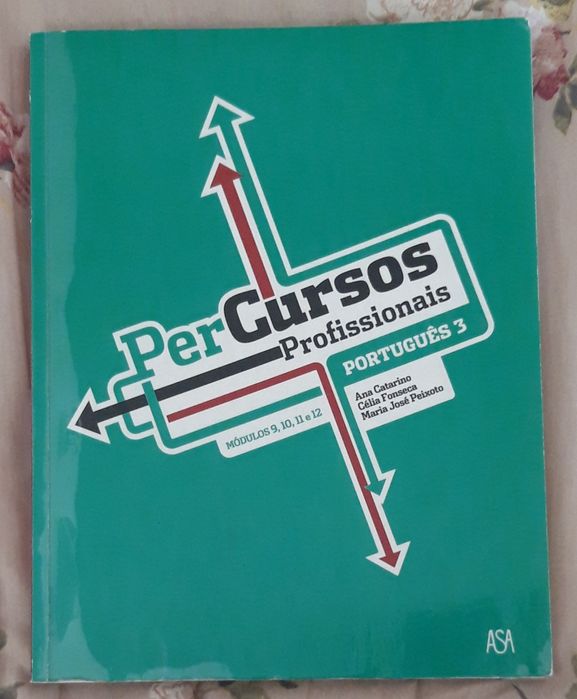 PerCursos
Profissionais
PORTUGUÊS 3
Ana Catarino
Célia Fonseca
Maria José Peixoto
MÓDULOS 9, 10, 11 e 12
ASA